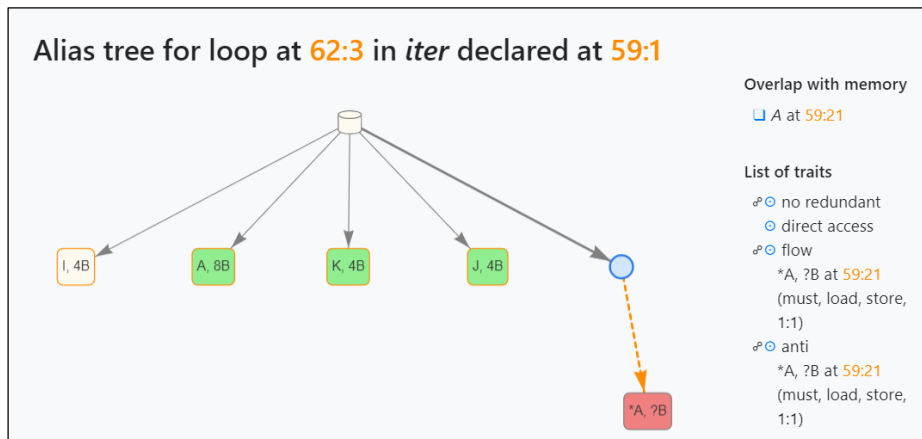 Alias tree for loop at 62:3 in iter declared at 59:1
Overlap with memory
A at 59:21
List of traits
no redundant
direct access
flow
*A, ?B at 59:21
(must, load, store,
1:1)
anti
*A, ?B at 59:21
(must, load, store,
1:1)
I, 4B
A, 8B
K, 4B
J, 4B
*A, ?B